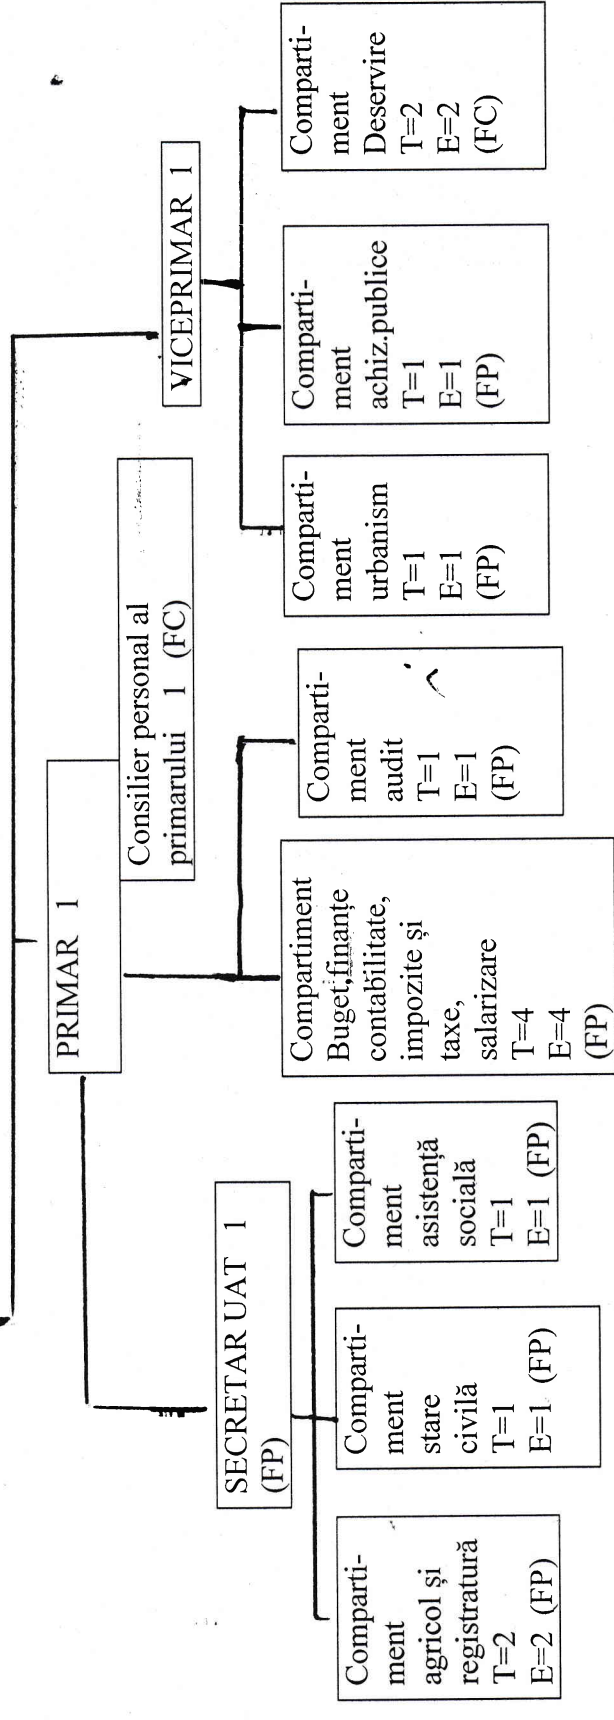 PRIMAR 1
Consilier personal al
primarului 1 (FC)
VICEPRIMAR 1
SECRETAR UAT 1
(FP)
Comparti-
ment
agricol și
registratură
T=2
E=2 (FP)
Comparti-
ment
stare
civilă
T=1
E=1 (FP)
Comparti-
ment
asistență
socială
T=1
E=1 (FP)
Compartiment
Buget,finanțe
contabilitate,
impozite și
taxe,
salarizare
T=4
E=4
(FP)
Comparti-
ment
audit
T=1
E=1
(FP)
Comparti-
ment
urbanism
T=1
E=1
(FP)
Comparti-
ment
achiz.publice
T=1
E=1
(FP)
Comparti-
ment
Deservire
T=2
E=2
(FC)